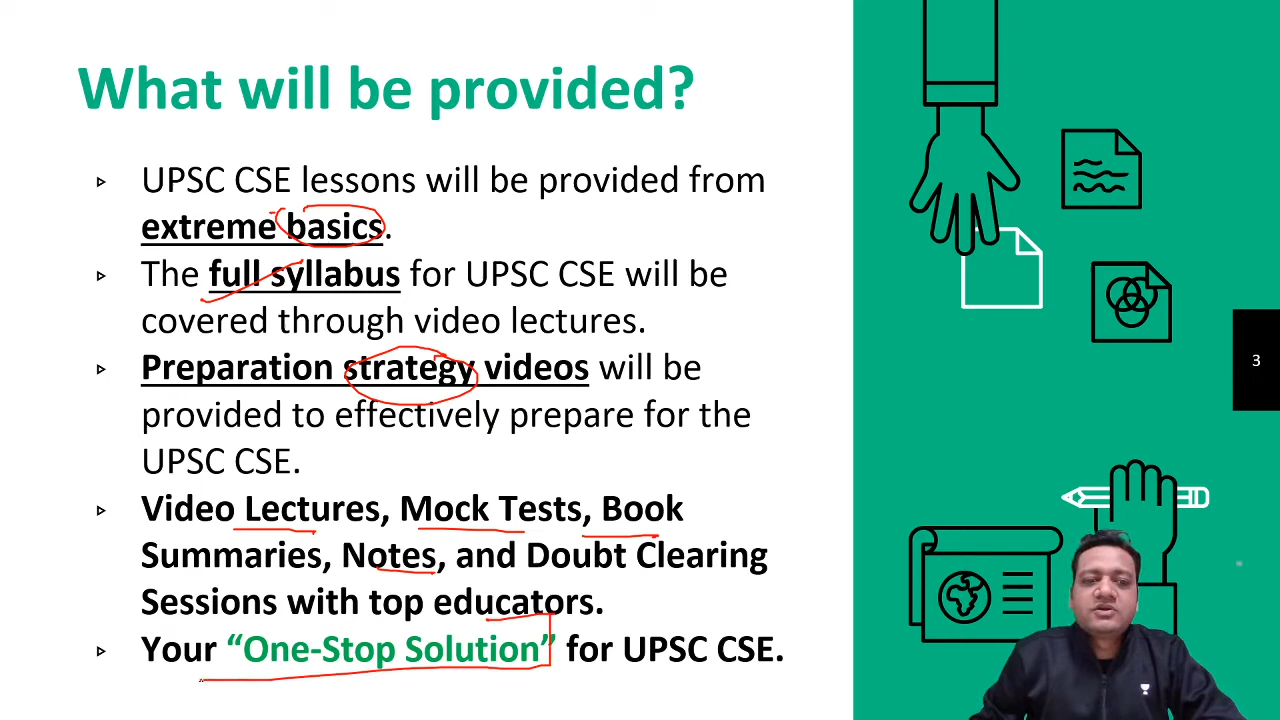 What will be provided?
UPSC CSE lessons will be provided from
extreme basics.
The full syllabus for UPSC CSE will be
covered through video lectures.
Preparation strategy videos will be
provided to effectively prepare for the
UPSC CSE.
Video Lectures, Mock Tests, Book
Summaries, Notes, and Doubt Clearing
Sessions with top educators.
Your “One-Stop Solution” for UPSC CSE.
3